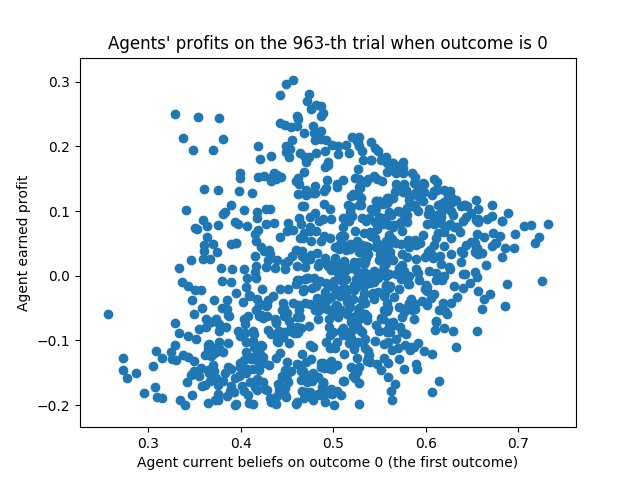 Agents' profits on the 963-th trial when outcome is 0
0.3
0.2
0.1
0.0
−0.1
−0.2
Agent earned profit
0.3 0.4 0.5 0.6 0.7
Agent current beliefs on outcome 0 (the first outcome)